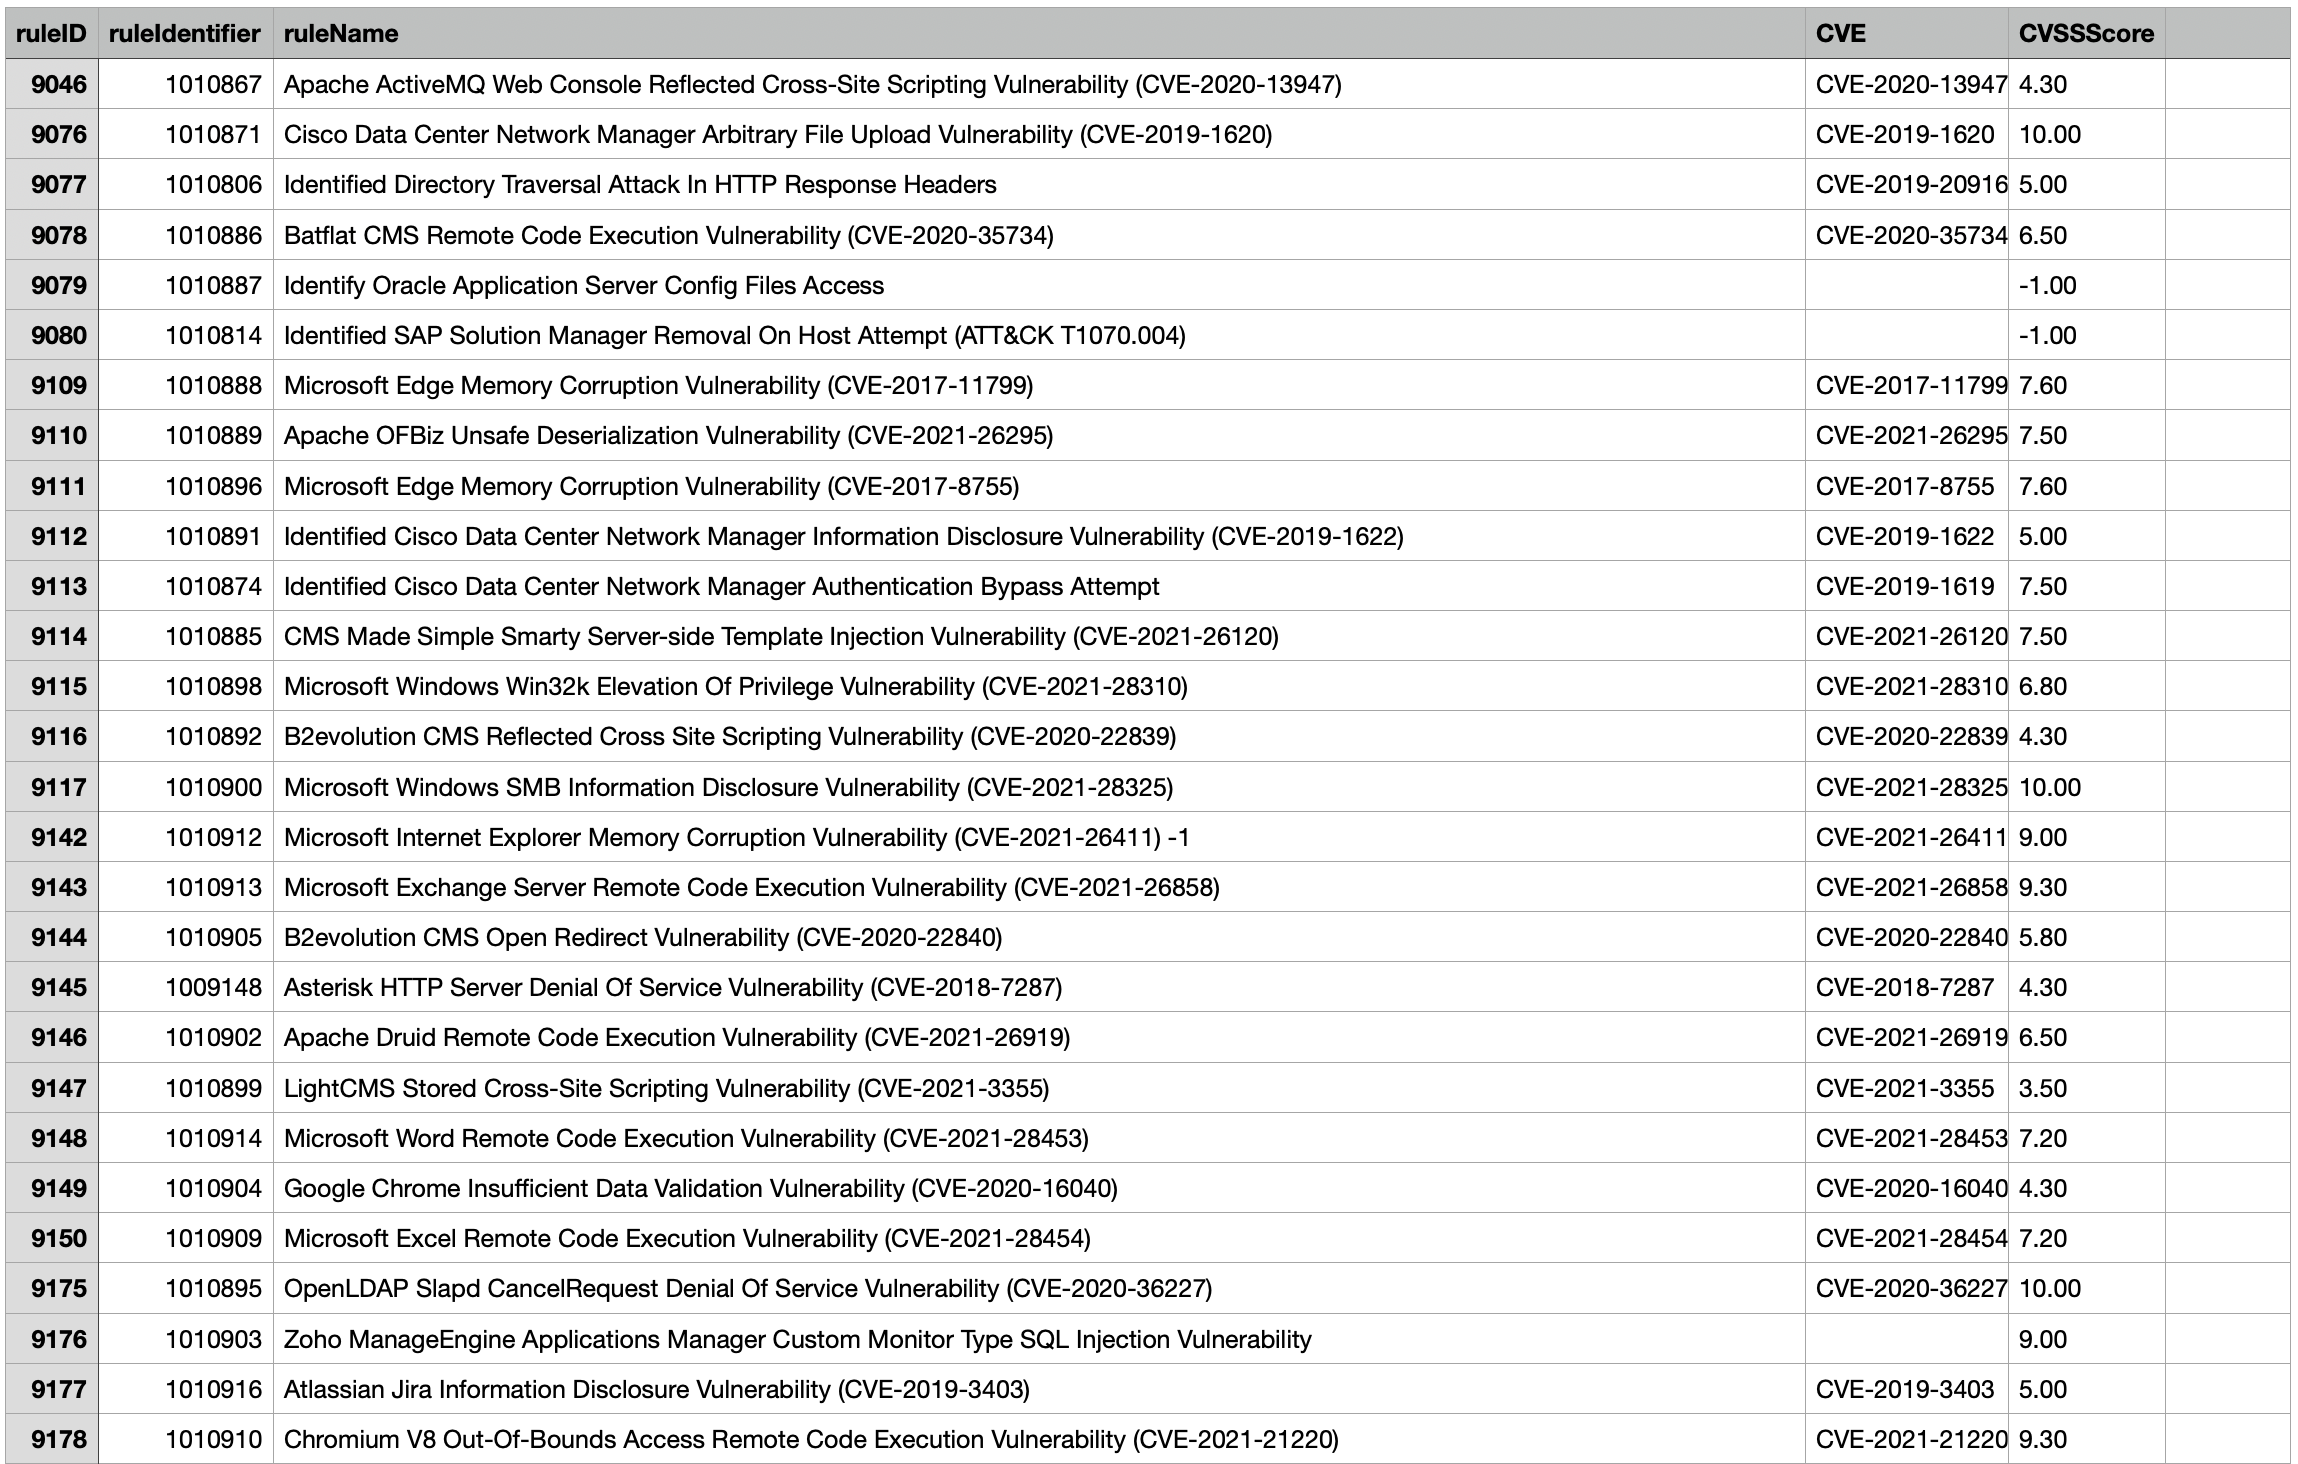 ruleID ruleIdentifier ruleName CVE CVSSScore
9046 1010867 Apache ActiveMQ Web Console Reflected Cross-Site Scripting Vulnerability (CVE-2020-13947) CVE-2020-13947 4.30
9076 1010871 Cisco Data Center Network Manager Arbitrary File Upload Vulnerability (CVE-2019-1620) CVE-2019-1620 10.00
9077 1010806 Identified Directory Traversal Attack In HTTP Response Headers CVE-2019-20916 5.00
9078 1010886 Batflat CMS Remote Code Execution Vulnerability (CVE-2020-35734) CVE-2020-35734 6.50
9079 1010887 Identify Oracle Application Server Config Files Access -1.00
9080 1010814 Identified SAP Solution Manager Removal On Host Attempt (ATT&CK T1070.004) -1.00
9109 1010888 Microsoft Edge Memory Corruption Vulnerability (CVE-2017-11799) CVE-2017-11799 7.60
9110 1010889 Apache OFBiz Unsafe Deserialization Vulnerability (CVE-2021-26295) CVE-2021-26295 7.50
9111 1010896 Microsoft Edge Memory Corruption Vulnerability (CVE-2017-8755) CVE-2017-8755 7.60
9112 1010891 Identified Cisco Data Center Network Manager Information Disclosure Vulnerability (CVE-2019-1622) CVE-2019-1622 5.00
9113 1010874 Identified Cisco Data Center Network Manager Authentication Bypass Attempt CVE-2019-1619 7.50
9114 1010885 CMS Made Simple Smarty Server-side Template Injection Vulnerability (CVE-2021-26120) CVE-2021-26120 7.50
9115 1010898 Microsoft Windows Win32k Elevation Of Privilege Vulnerability (CVE-2021-28310) CVE-2021-28310 6.80
9116 1010892 B2evolution CMS Reflected Cross Site Scripting Vulnerability (CVE-2020-22839) CVE-2020-22839 4.30
9117 1010900 Microsoft Windows SMB Information Disclosure Vulnerability (CVE-2021-28325) CVE-2021-28325 10.00
9142 1010912 Microsoft Internet Explorer Memory Corruption Vulnerability (CVE-2021-26411) -1 CVE-2021-26411 9.00
9143 1010913 Microsoft Exchange Server Remote Code Execution Vulnerability (CVE-2021-26858) CVE-2021-26858 9.30
9144 1010905 B2evolution CMS Open Redirect Vulnerability (CVE-2020-22840) CVE-2020-22840 5.80
9145 1009148 Asterisk HTTP Server Denial Of Service Vulnerability (CVE-2018-7287) CVE-2018-7287 4.30
9146 1010902 Apache Druid Remote Code Execution Vulnerability (CVE-2021-26919) CVE-2021-26919 6.50
9147 1010899 LightCMS Stored Cross-Site Scripting Vulnerability (CVE-2021-3355) CVE-2021-3355 3.50
9148 1010914 Microsoft Word Remote Code Execution Vulnerability (CVE-2021-28453) CVE-2021-28453 7.20
9149 1010904 Google Chrome Insufficient Data Validation Vulnerability (CVE-2020-16040) CVE-2020-16040 4.30
9150 1010909 Microsoft Excel Remote Code Execution Vulnerability (CVE-2021-28454) CVE-2021-28454 7.20
9175 1010895 OpenLDAP Slapd CancelRequest Denial Of Service Vulnerability (CVE-2020-36227) CVE-2020-36227 10.00
9176 1010903 Zoho ManageEngine Applications Manager Custom Monitor Type SQL Injection Vulnerability 9.00
9177 1010916 Atlassian Jira Information Disclosure Vulnerability (CVE-2019-3403) CVE-2019-3403 5.00
9178 1010910 Chromium V8 Out-Of-Bounds Access Remote Code Execution Vulnerability (CVE-2021-21220) CVE-2021-21220 9.30